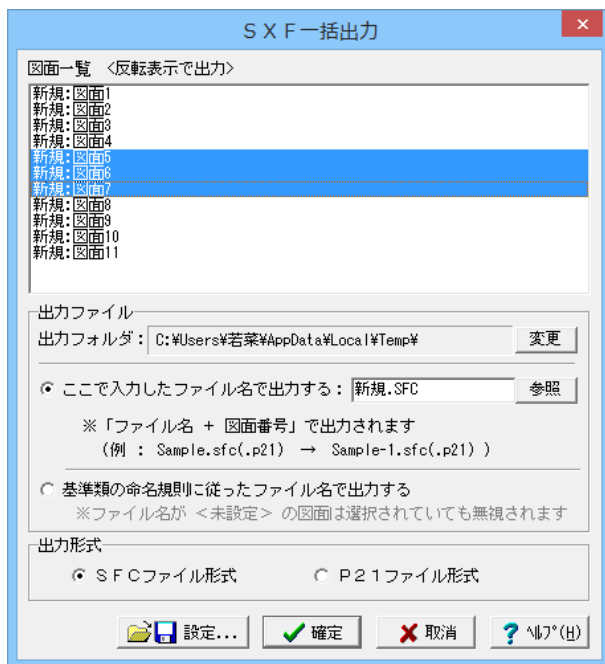 ＳＸＦ一括出力
図面一覧 <反転表示で出力>
新規:図面1
新規:図面2
新規:図面3
新規:図面4
新規:図面5
新規:図面6
新規:図面7
新規:図面8
新規:図面9
新規:図面10
新規:図面11
出力ファイル
出力フォルダ： C:¥Users¥若菜¥AppData¥Local¥Temp¥ 変更
ここで入力したファイル名で出力する： 新規.SFC 参照
※「ファイル名 + 図面番号」で出力されます
(例 : Sample.sfc(.p21) → Sample-1.sfc(.p21) )
基準類の命名規則に従ったファイル名で出力する
※ファイル名が <未設定> の図面は選択されていても無視されます
出力形式
ＳＦＣファイル形式 Ｐ２１ファイル形式
設定... 確定 取消 ﾍﾙﾌﾟ(H)